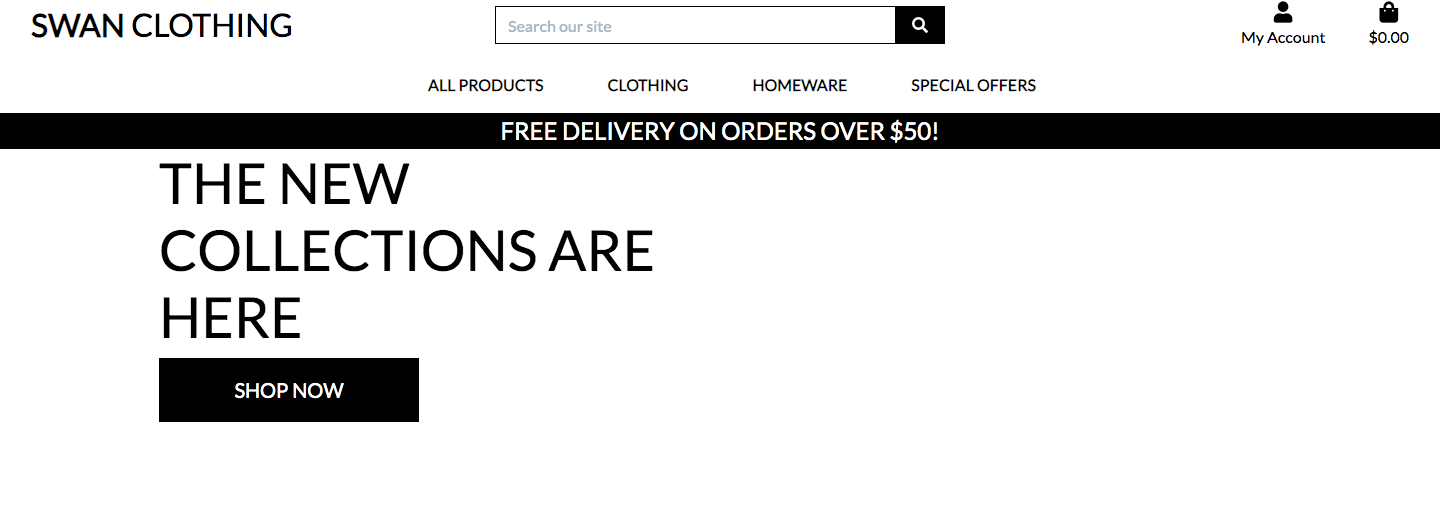 SWAN CLOTHING
Search our site
My Account
$0.00
ALL PRODUCTS
CLOTHING
HOMEWARE
SPECIAL OFFERS
FREE DELIVERY ON ORDERS OVER $50!
THE NEW
COLLECTIONS ARE
HERE
SHOP NOW